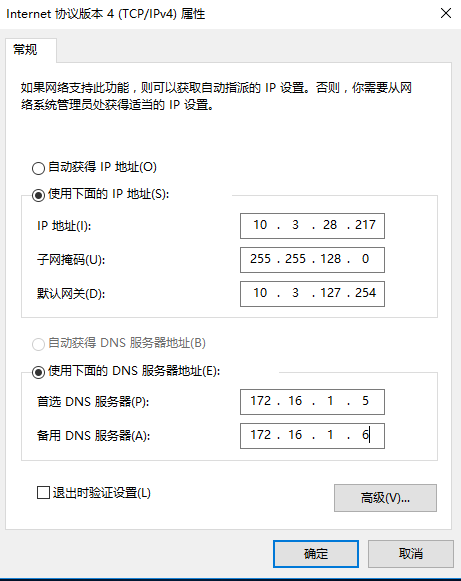 Internet 协议版本 4 (TCP/IPv4) 属性
常规
如果网络支持此功能，则可以获取自动指派的 IP 设置。否则，你需要从网
络系统管理员处获得适当的 IP 设置。
自动获得 IP 地址(O)
使用下面的 IP 地址(S):
IP 地址(I): 10 . 3 . 28 . 217
子网掩码(U): 255 . 255 . 128 . 0
默认网关(D): 10 . 3 . 127 . 254
自动获得 DNS 服务器地址(B)
使用下面的 DNS 服务器地址(E):
首选 DNS 服务器(P): 172 . 16 . 1 . 5
备用 DNS 服务器(A): 172 . 16 . 1 . 6
退出时验证设置(L)
高级(V)...
确定 取消